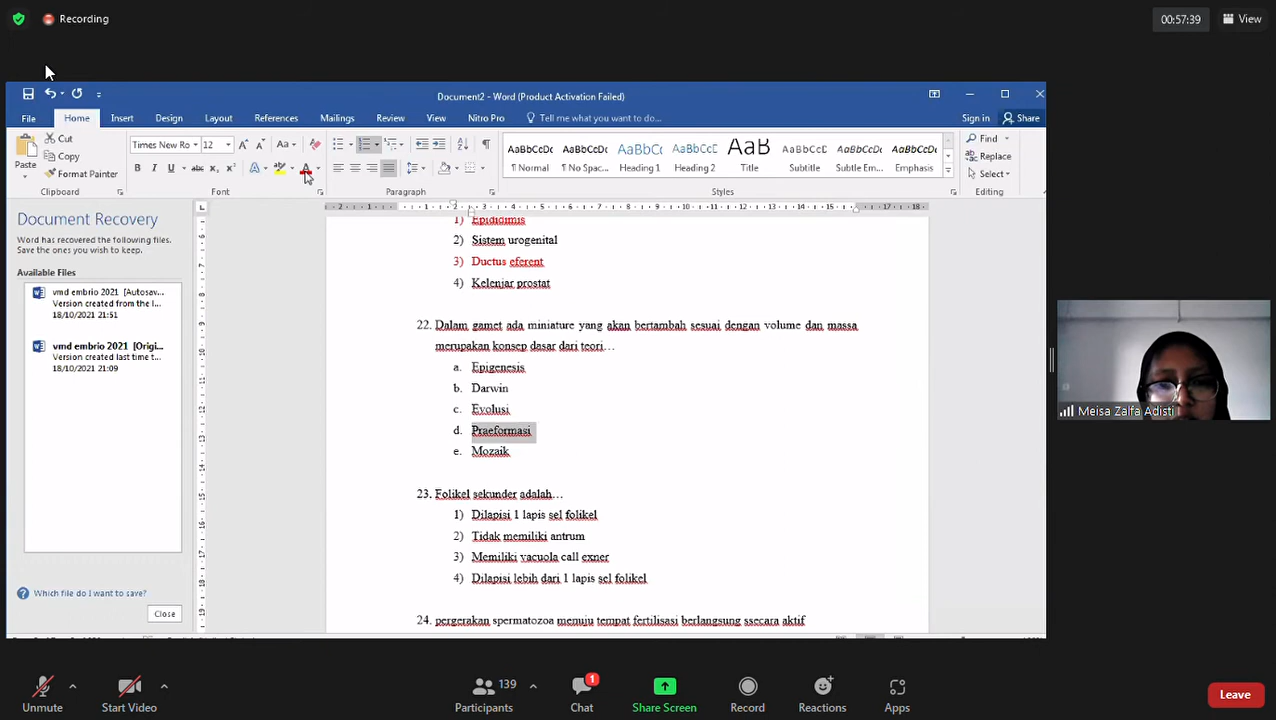 Recording
00:57:39
View
Document2 - Word (Product Activation Failed)
File Home Insert Design Layout References Mailings Review View Nitro Pro Tell me what you want to do... Sign in Share
Paste
Cut
Copy
Format Painter
Clipboard
Times New Ro 12
Font
Paragraph
AaBbCcDc AaBbCcDc AaBbCc AaBbCcC AaB AaBbCcC AaBbCcDc AaBbCcDc
¶ Normal ¶ No Spac... Heading 1 Heading 2 Title Subtitle Subtle Em... Emphasis
Styles
Find
Replace
Select
Editing
Document Recovery
Word has recovered the following files.
Save the ones you wish to keep.
Available Files
vmd embrio 2021 [Autosav...
Version created from the l...
18/10/2021 21:51
vmd embrio 2021 [Origi...
Version created last time t...
18/10/2021 21:09
Which file do I want to save?
Close
1) Epididimis
2) Sistem urogenital
3) Ductus eferent
4) Kelenjar prostat
22. Dalam gamet ada miniature yang akan bertambah sesuai dengan volume dan massa
merupakan konsep dasar dari teori…
a. Epigenesis
b. Darwin
c. Evolusi
d. Praeformasi
e. Mozaik
23. Folikel sekunder adalah…
1) Dilapisi 1 lapis sel folikel
2) Tidak memiliki antrum
3) Memiliki vacuola call exner
4) Dilapisi lebih dari 1 lapis sel folikel
24. pergerakan spermatozoa menuju tempat fertilisasi berlangsung ssecara aktif
Meisa Zalfa Adisti
Unmute
Start Video
139
Participants
1
Chat
Share Screen
Record
Reactions
Apps
Leave